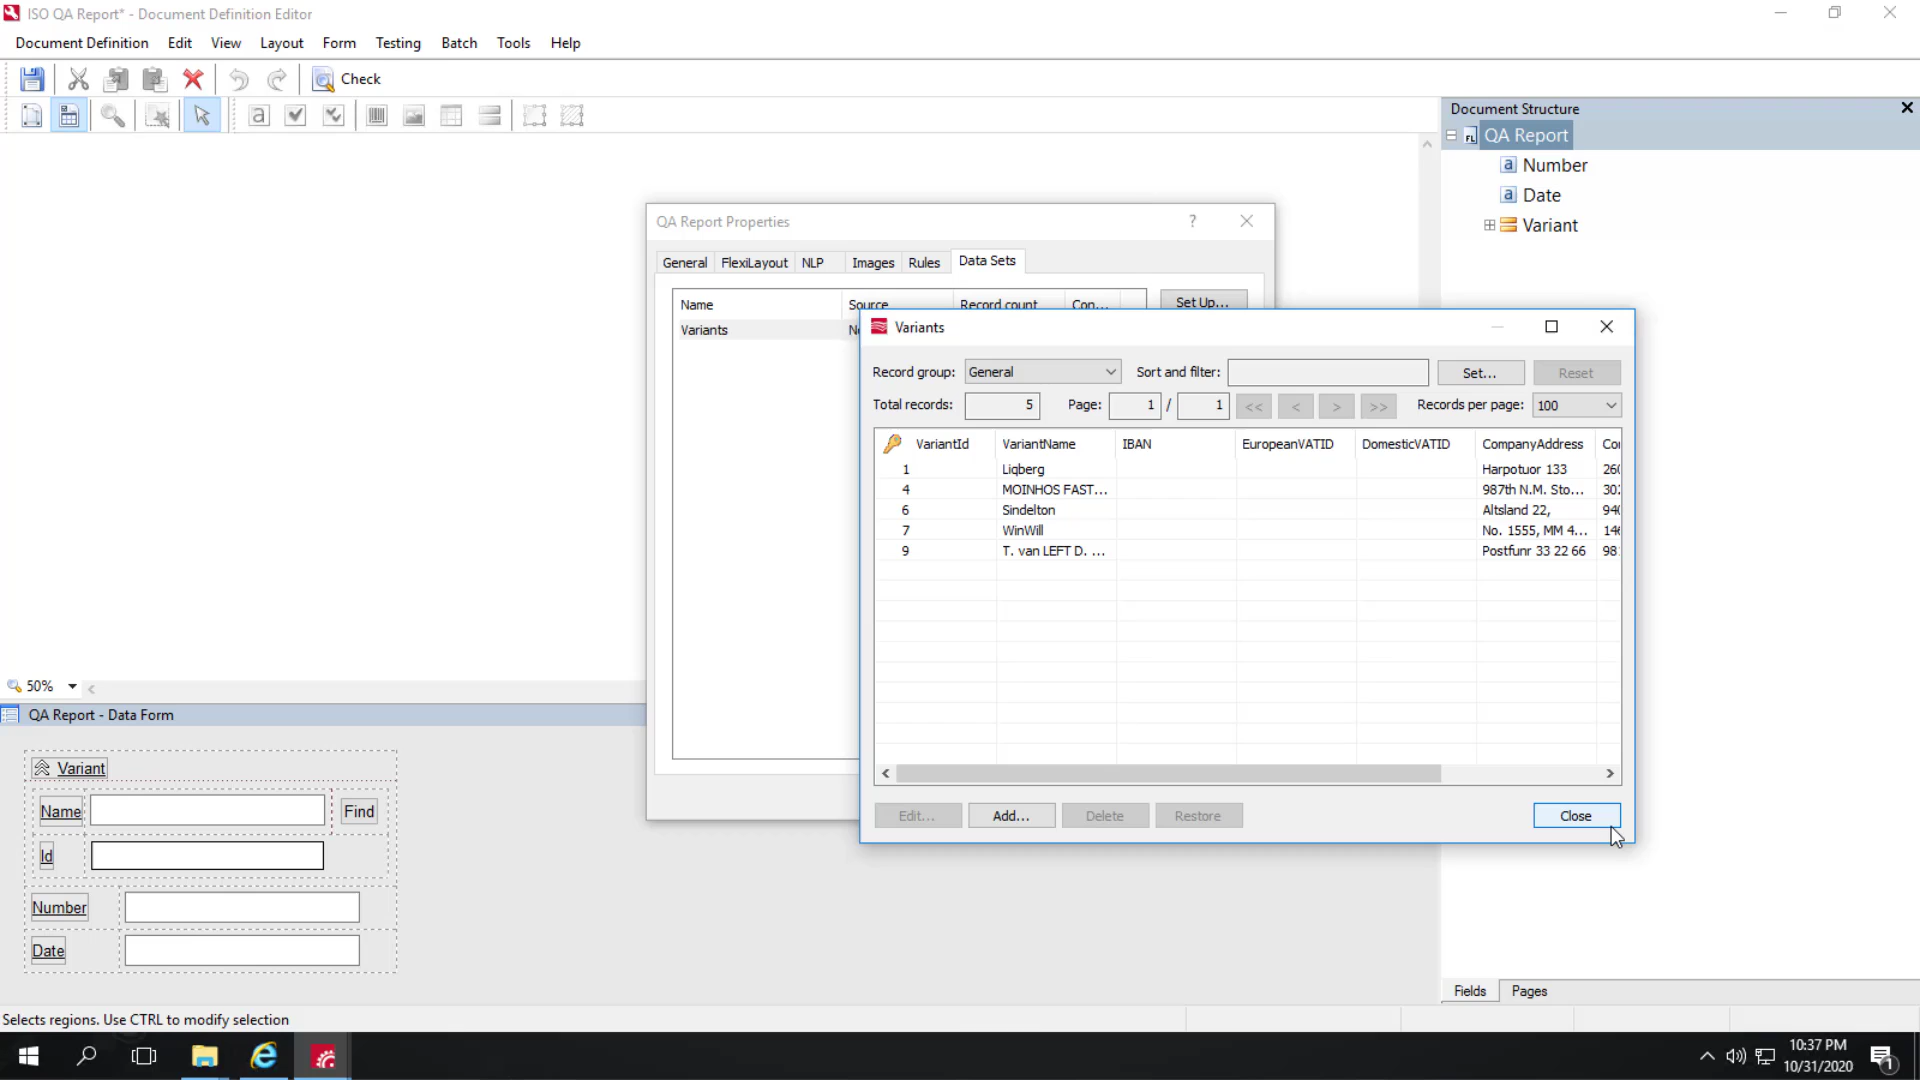 ISO QA Report* - Document Definition Editor
Document Definition Edit View Layout Form Testing Batch Tools Help
Check
Document Structure
QA Report
Number
Date
Variant
QA Report Properties
General FlexiLayout NLP Images Rules Data Sets
Name Source Record count Con...
Set Up...
Variants
Variants
Record group: General Sort and filter: Set... Reset
Total records: 5 Page: 1 / 1 << < > >> Records per page: 100
VariantId VariantName IBAN EuropeanVATID DomesticVATID CompanyAddress
1 Liqberg Harpotuor 133
4 MOINHOS FAST... 987th N.M. Sto...
6 Sindelton Altsland 22,
7 WinWill No. 1555, MM 4...
9 T. van LEFT D. ... Postfunr 33 22 66
Edit... Add... Delete Restore Close
50%
QA Report - Data Form
Variant
Name Find
Id
Number
Date
Fields Pages
Selects regions. Use CTRL to modify selection
10:37 PM
10/31/2020
1